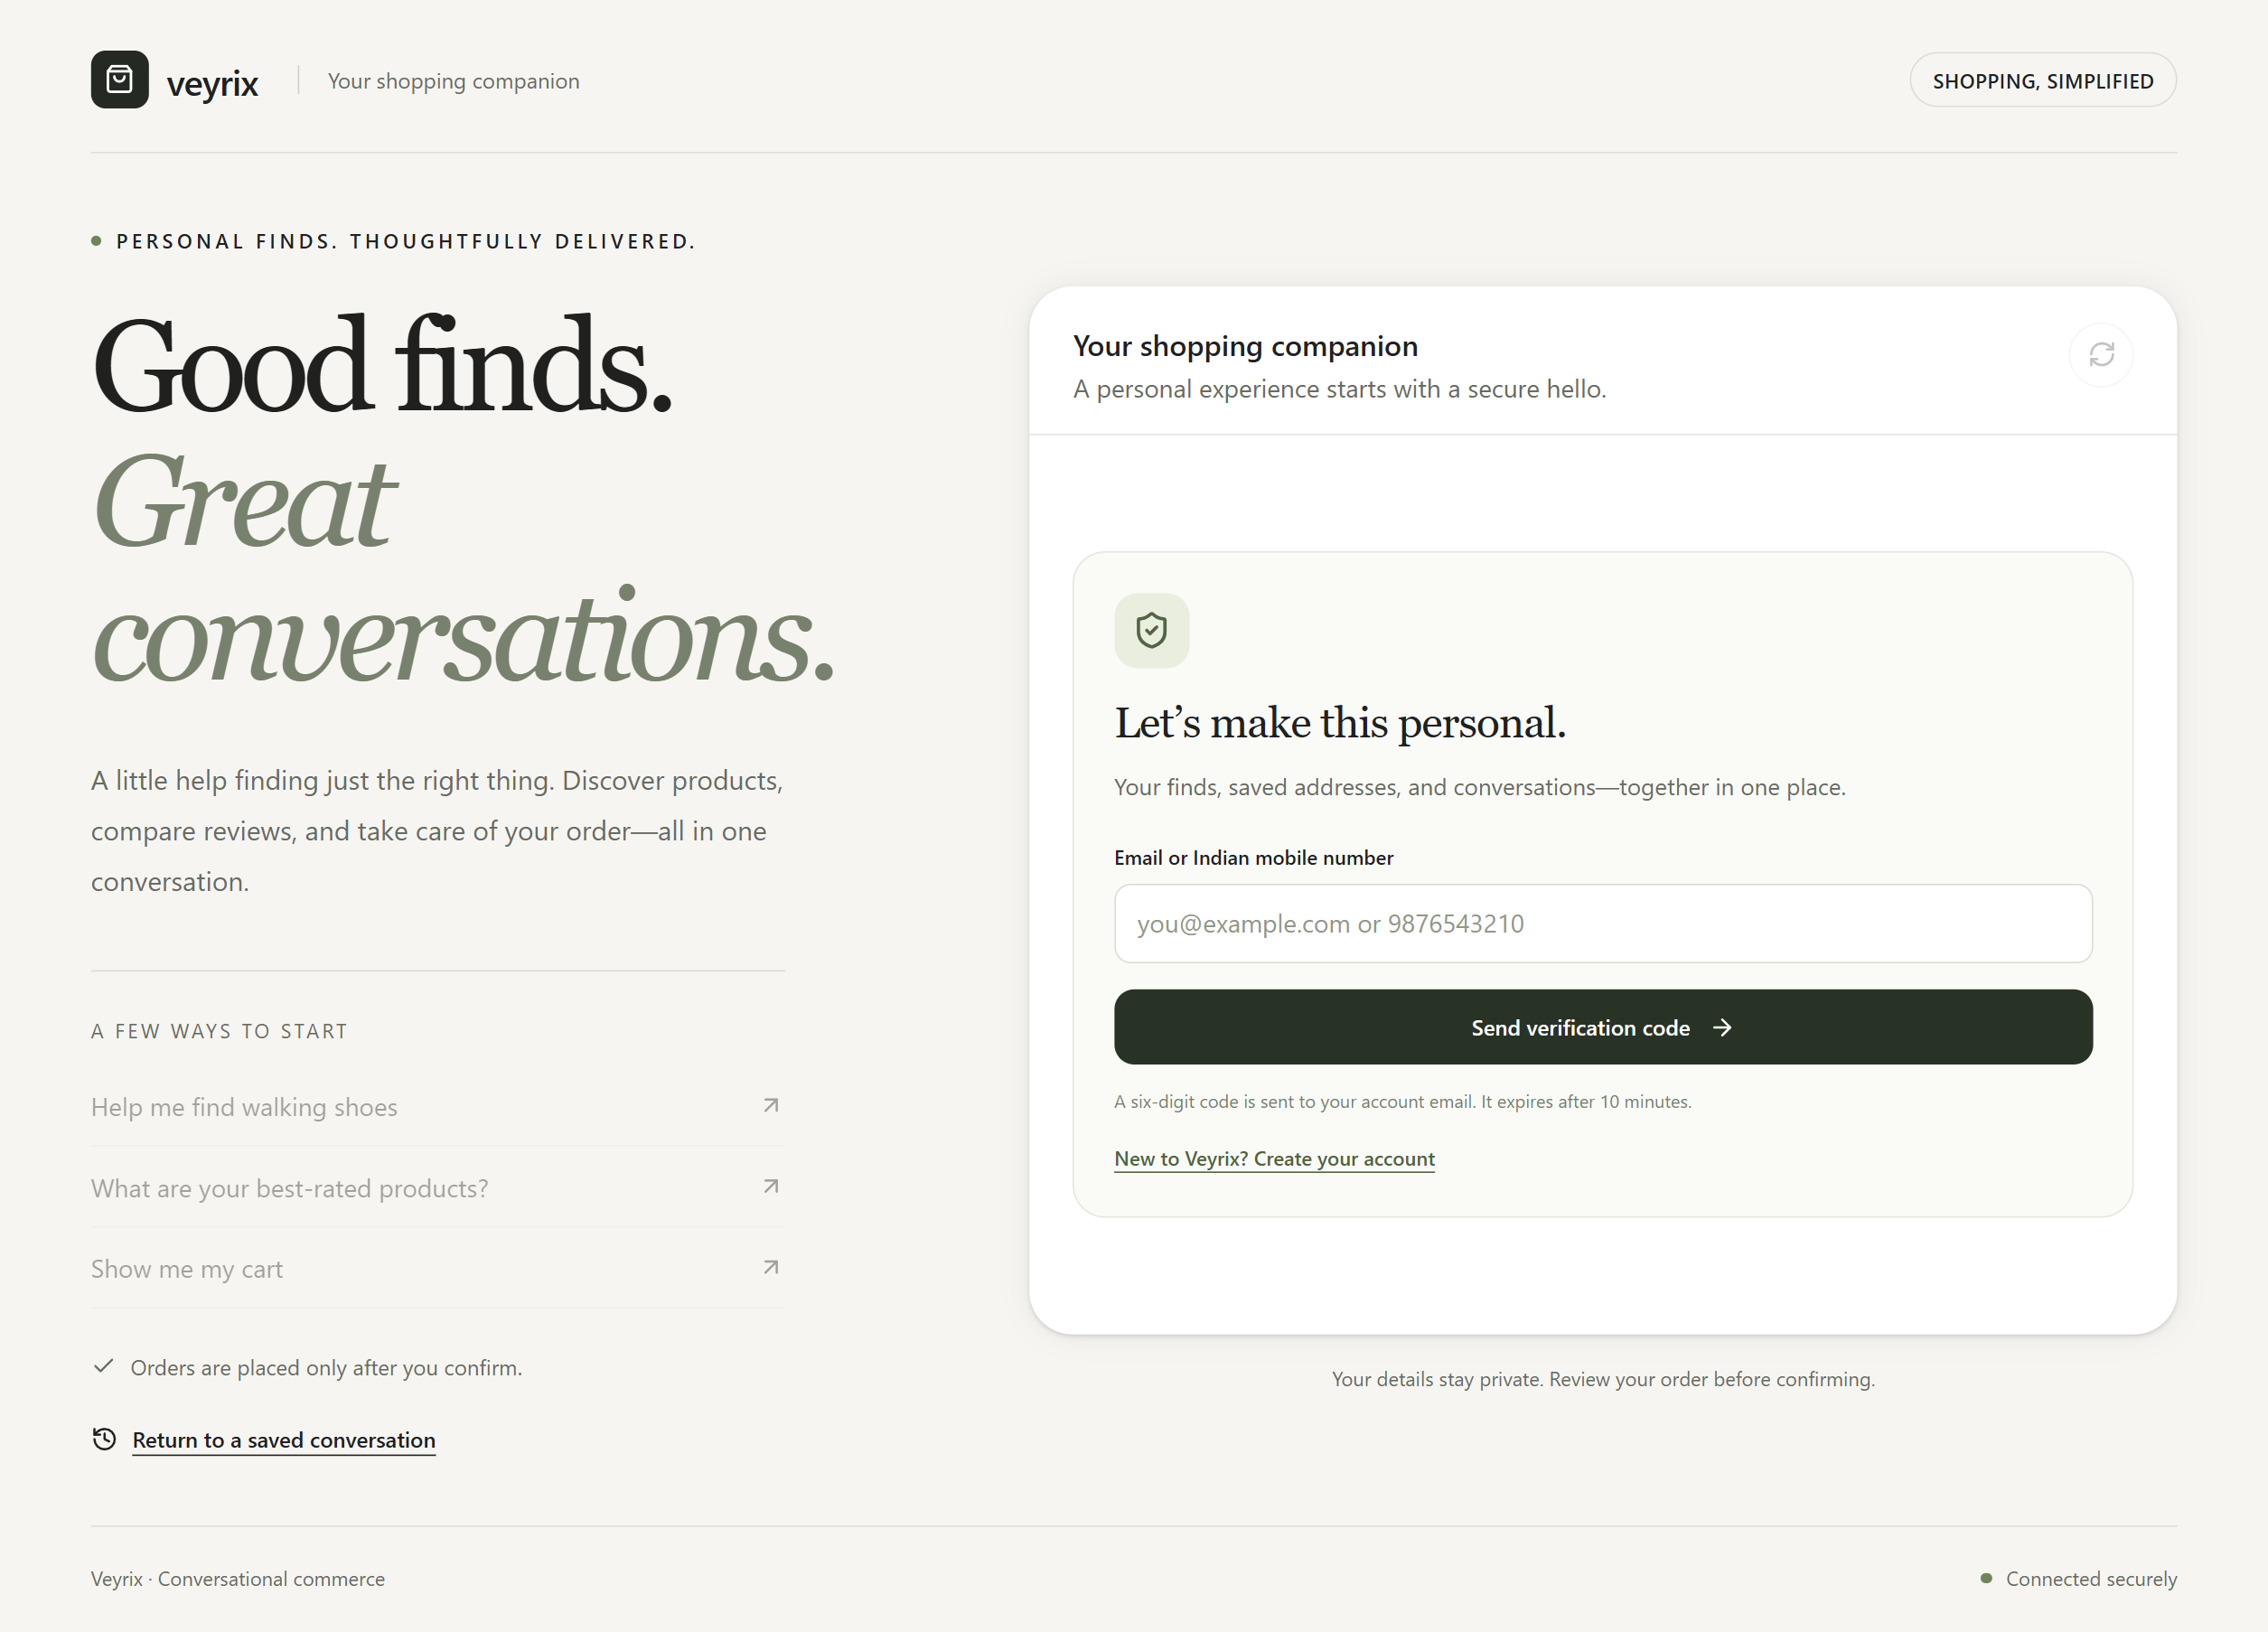 veyrix
Your shopping companion
SHOPPING, SIMPLIFIED
PERSONAL FINDS. THOUGHTFULLY DELIVERED.
Good finds.
Great
conversations.
A little help finding just the right thing. Discover products,
compare reviews, and take care of your order—all in one
conversation.
A FEW WAYS TO START
Help me find walking shoes
What are your best-rated products?
Show me my cart
Orders are placed only after you confirm.
Return to a saved conversation
Your shopping companion
A personal experience starts with a secure hello.
Let’s make this personal.
Your finds, saved addresses, and conversations—together in one place.
Email or Indian mobile number
you@example.com or 9876543210
Send verification code
A six-digit code is sent to your account email. It expires after 10 minutes.
New to Veyrix? Create your account
Your details stay private. Review your order before confirming.
Veyrix · Conversational commerce
Connected securely